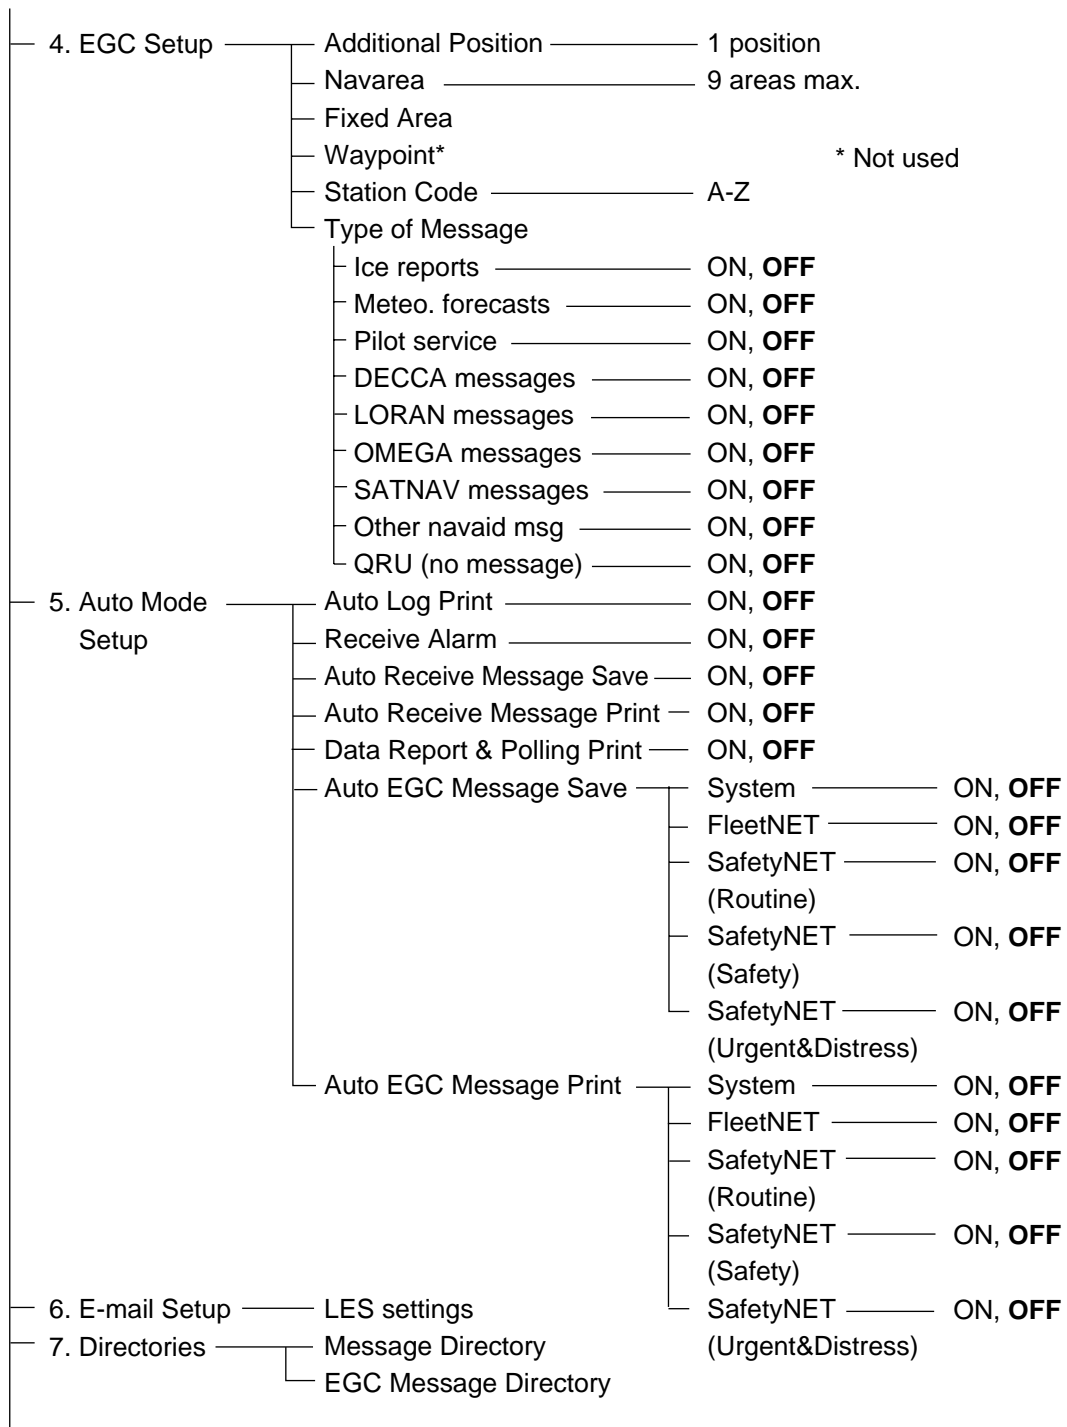 4. EGC Setup Additional Position 1 position
Navarea 9 areas max.
Fixed Area
Waypoint* * Not used
Station Code A-Z
Type of Message
Ice reports ON, OFF
Meteo. forecasts ON, OFF
Pilot service ON, OFF
DECCA messages ON, OFF
LORAN messages ON, OFF
OMEGA messages ON, OFF
SATNAV messages ON, OFF
Other navaid msg ON, OFF
QRU (no message) ON, OFF
5. Auto Mode Auto Log Print ON, OFF
Setup Receive Alarm ON, OFF
Auto Receive Message Save ON, OFF
Auto Receive Message Print ON, OFF
Data Report & Polling Print ON, OFF
Auto EGC Message Save System ON, OFF
FleetNET ON, OFF
SafetyNET ON, OFF
(Routine)
SafetyNET ON, OFF
(Safety)
SafetyNET ON, OFF
(Urgent&Distress)
Auto EGC Message Print System ON, OFF
FleetNET ON, OFF
SafetyNET ON, OFF
(Routine)
SafetyNET ON, OFF
(Safety)
6. E-mail Setup LES settings SafetyNET ON, OFF
7. Directories Message Directory (Urgent&Distress)
EGC Message Directory